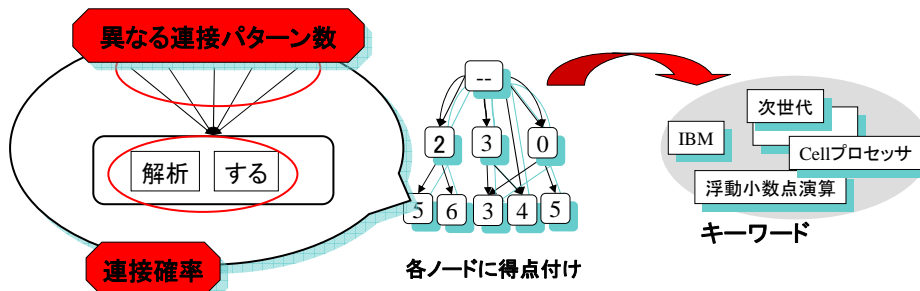 異なる連接パターン数
解析
する
連接確率
--
2
3
0
5
6
3
4
5
各ノードに得点付け
次世代
IBM
Cellプロセッサ
浮動小数点演算
キーワード